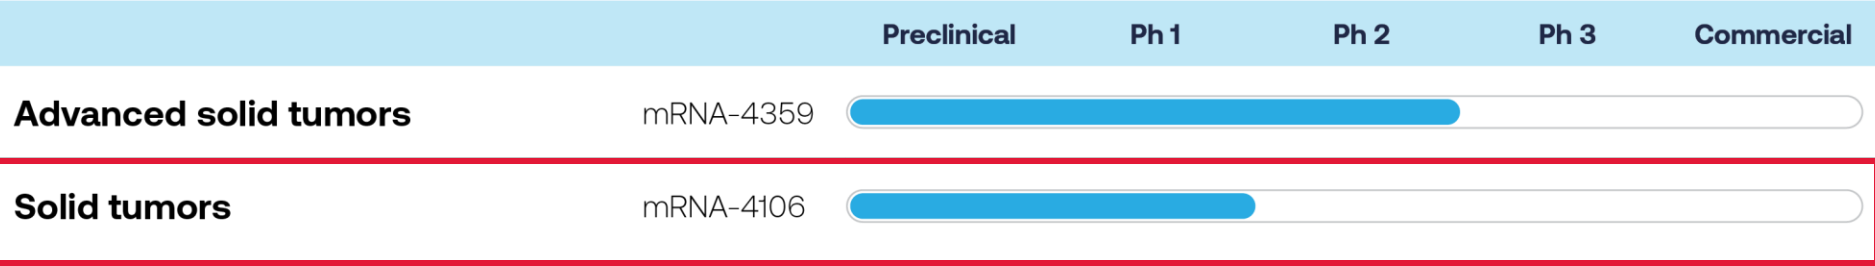 Preclinical Ph 1 Ph 2 Ph 3 Commercial
Advanced solid tumors mRNA-4359
Solid tumors mRNA-4106